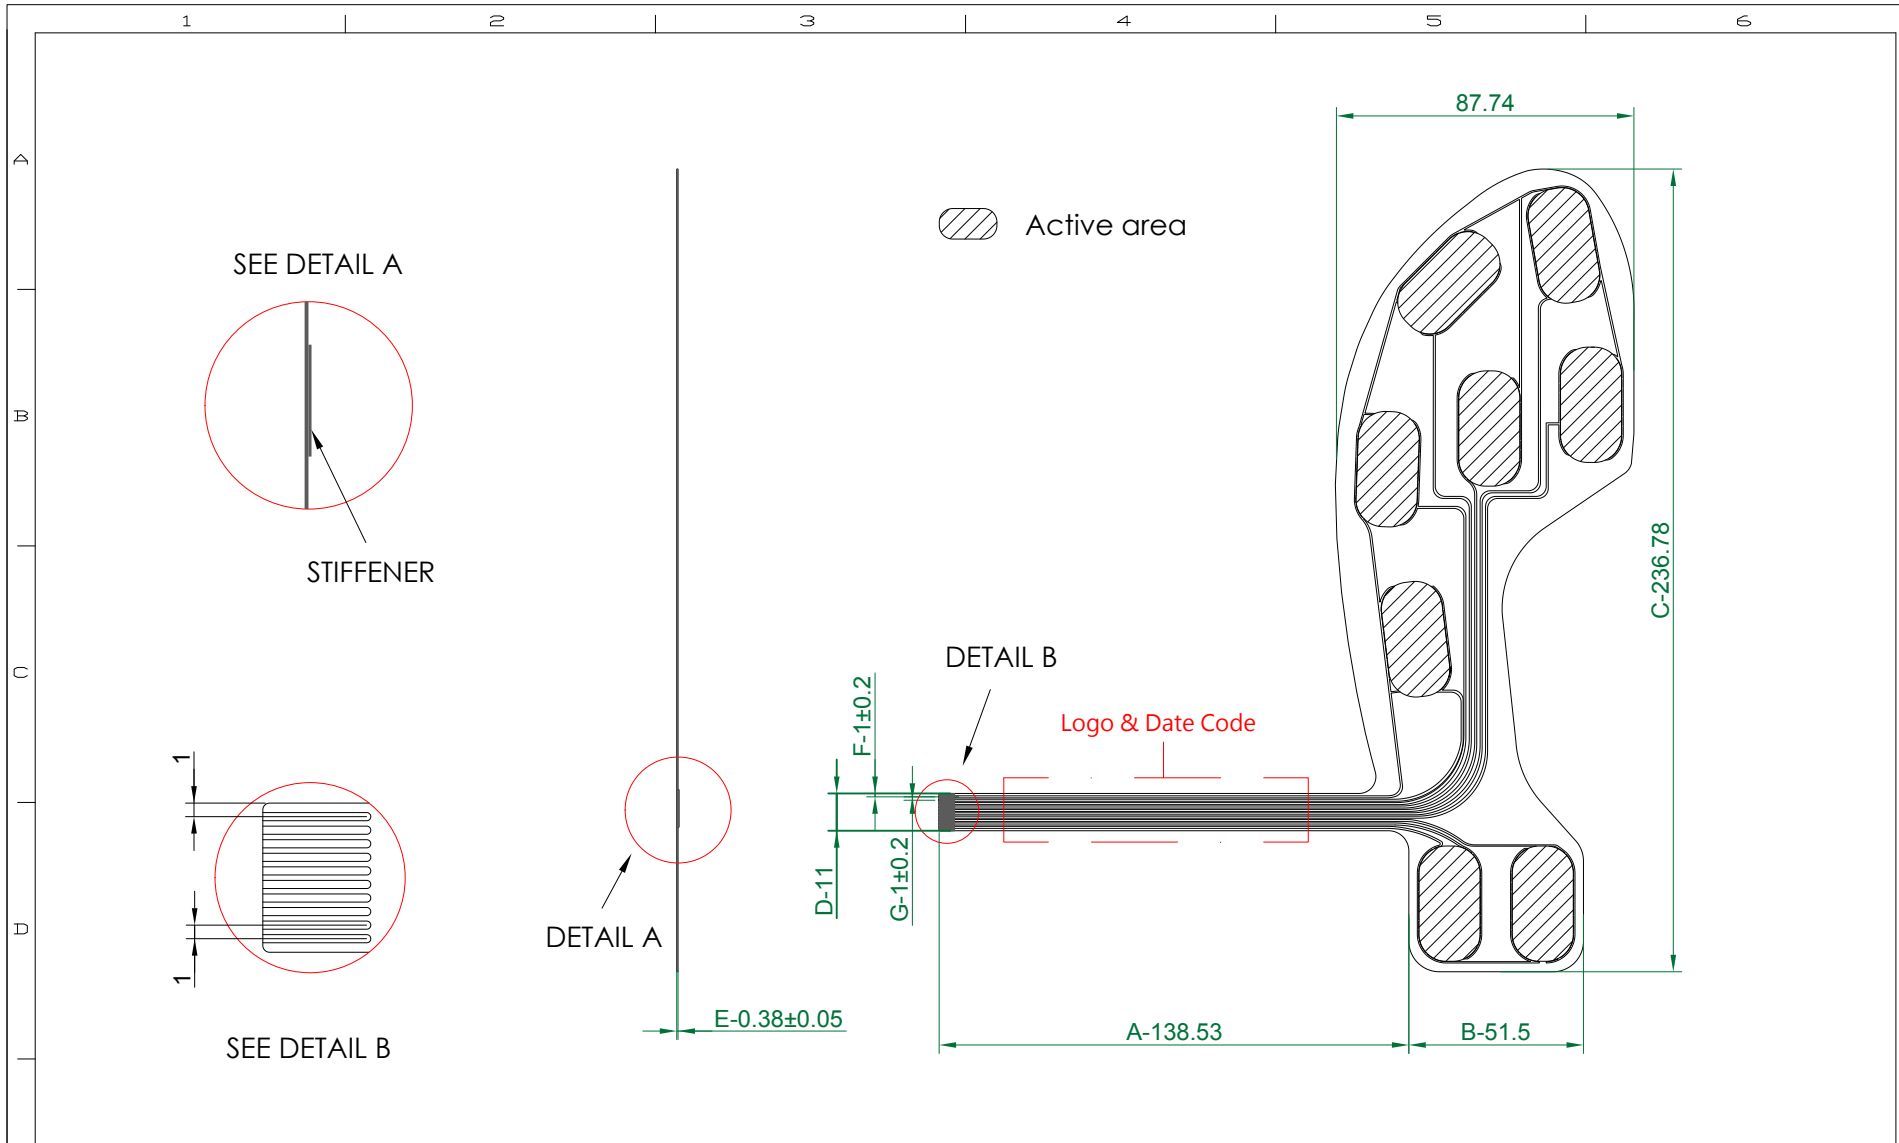 1 2 3 4 5 6
A
B
C
D
87.74
Active area
SEE DETAIL A
STIFFENER
C-236.78
DETAIL B
F-1±0.2
Logo & Date Code
1
D-11
G-1±0.2
DETAIL A
1
E-0.38±0.05
A-138.53
B-51.5
SEE DETAIL B